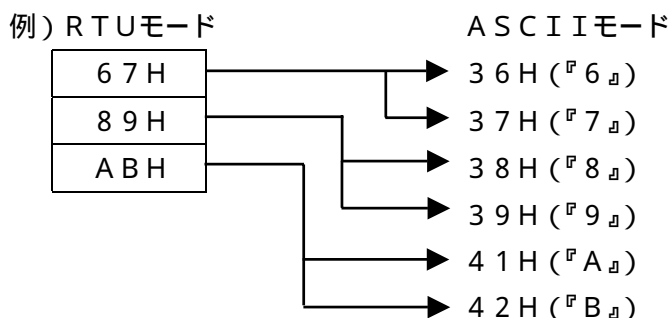 例)RTUモード ASCIIモード
67H 36H(『6』)
37H(『7』)
89H 38H(『8』)
39H(『9』)
ABH 41H(『A』)
42H(『B』)